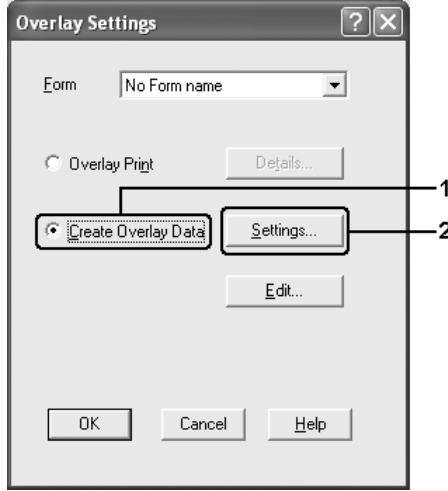 Overlay Settings
Form No Form name
Overlay Print Details...
1
Create Overlay Data Settings...
2
Edit...
OK Cancel Help